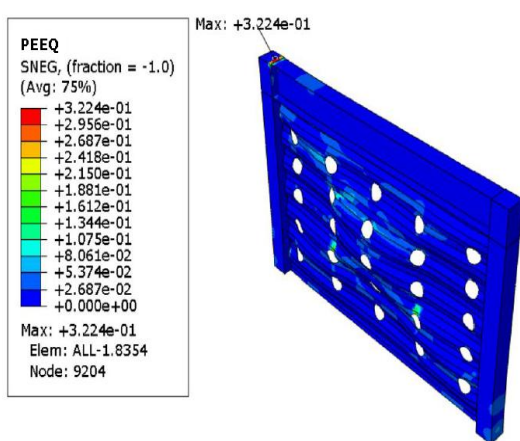 Max: +3.224e-01
PEEQ
SNEG, (fraction = -1.0)
(Avg: 75%)
+3.224e-01
+2.956e-01
+2.687e-01
+2.418e-01
+2.150e-01
+1.881e-01
+1.612e-01
+1.344e-01
+1.075e-01
+8.061e-02
+5.374e-02
+2.687e-02
+0.000e+00
Max: +3.224e-01
Elem: ALL-1.8354
Node: 9204